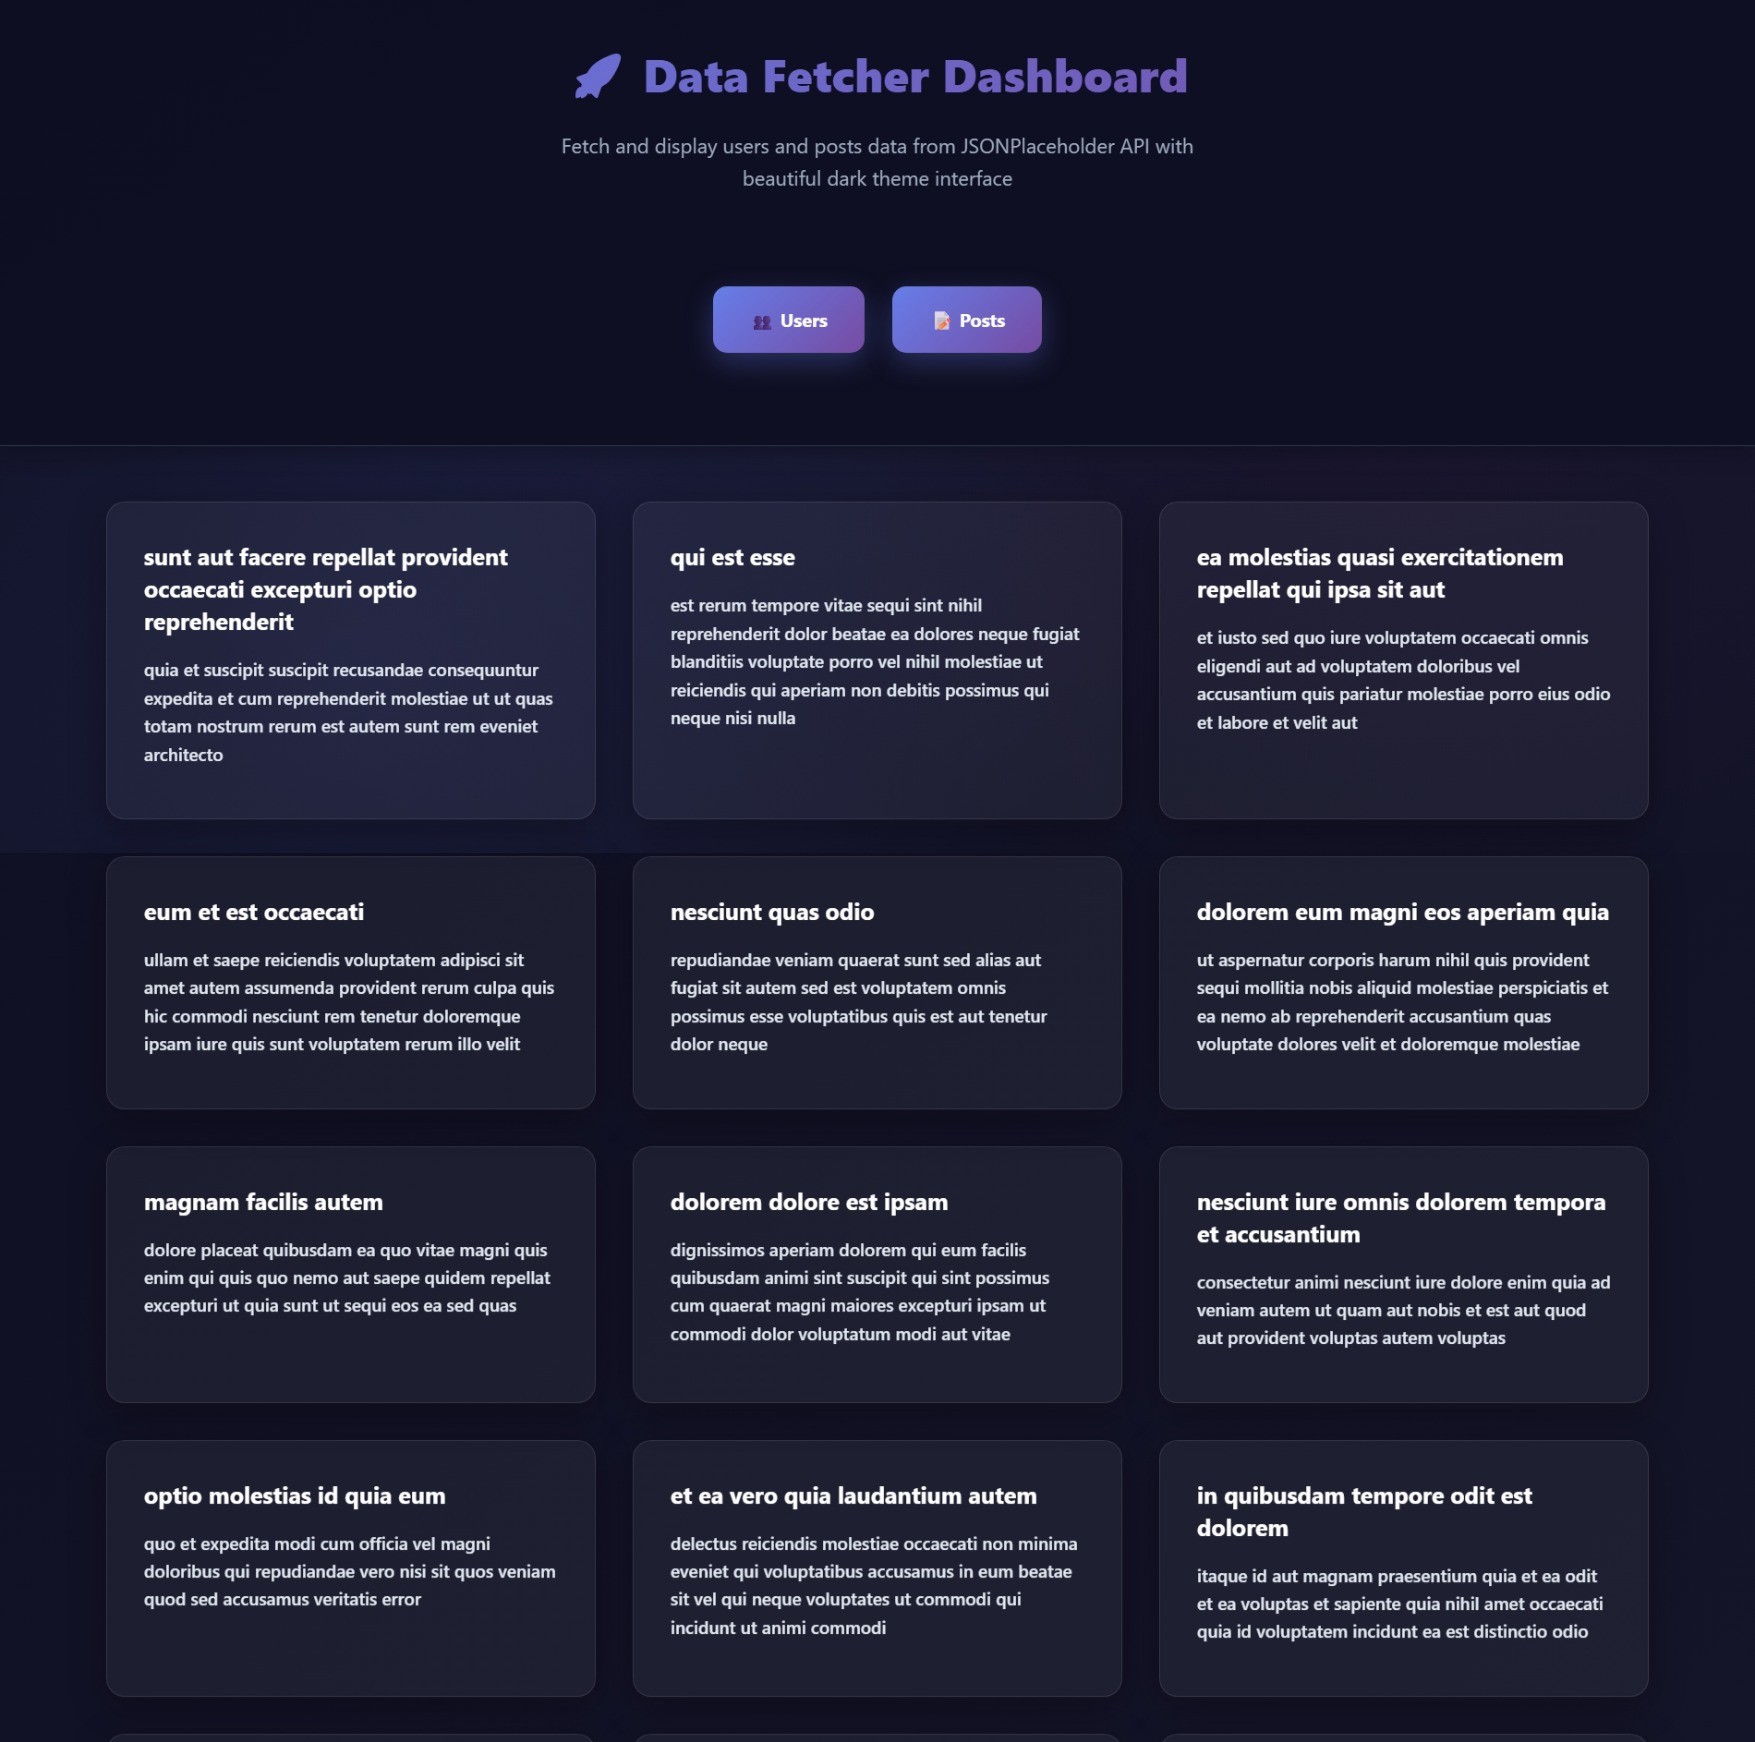 Data Fetcher Dashboard
Fetch and display users and posts data from JSONPlaceholder API with
beautiful dark theme interface
Users
Posts
sunt aut facere repellat provident
occaecati excepturi optio
reprehenderit
quia et suscipit suscipit recusandae consequuntur
expedita et cum reprehenderit molestiae ut ut quas
totam nostrum rerum est autem sunt rem eveniet
architecto
qui est esse
est rerum tempore vitae sequi sint nihil
reprehenderit dolor beatae ea dolores neque fugiat
blanditiis voluptate porro vel nihil molestiae ut
reiciendis qui aperiam non debitis possimus qui
neque nisi nulla
ea molestias quasi exercitationem
repellat qui ipsa sit aut
et iusto sed quo iure voluptatem occaecati omnis
eligendi aut ad voluptatem doloribus vel
accusantium quis pariatur molestiae porro eius odio
et labore et velit aut
eum et est occaecati
ullam et saepe reiciendis voluptatem adipisci sit
amet autem assumenda provident rerum culpa quis
hic commodi nesciunt rem tenetur doloremque
ipsam iure quis sunt voluptatem rerum illo velit
nesciunt quas odio
repudiandae veniam quaerat sunt sed alias aut
fugiat sit autem sed est voluptatem omnis
possimus esse voluptatibus quis est aut tenetur
dolor neque
dolorem eum magni eos aperiam quia
ut aspernatur corporis harum nihil quis provident
sequi mollitia nobis aliquid molestiae perspiciatis et
ea nemo ab reprehenderit accusantium quas
voluptate dolores velit et doloremque molestiae
magnam facilis autem
dolore placeat quibusdam ea quo vitae magni quis
enim qui quis quo nemo aut saepe quidem repellat
excepturi ut quia sunt ut sequi eos ea sed quas
dolorem dolore est ipsam
dignissimos aperiam dolorem qui eum facilis
quibusdam animi sint suscipit qui sint possimus
cum quaerat magni maiores excepturi ipsam ut
commodi dolor voluptatum modi aut vitae
nesciunt iure omnis dolorem tempora
et accusantium
consectetur animi nesciunt iure dolore enim quia ad
veniam autem ut quam aut nobis et est aut quod
aut provident voluptas autem voluptas
optio molestias id quia eum
quo et expedita modi cum officia vel magni
doloribus qui repudiandae vero nisi sit quos veniam
quod sed accusamus veritatis error
et ea vero quia laudantium autem
delectus reiciendis molestiae occaecati non minima
eveniet qui voluptatibus accusamus in eum beatae
sit vel qui neque voluptates ut commodi qui
incidunt ut animi commodi
in quibusdam tempore odit est
dolorem
itaque id aut magnam praesentium quia et ea odit
et ea voluptas et sapiente quia nihil amet occaecati
quia id voluptatem incidunt ea est distinctio odio